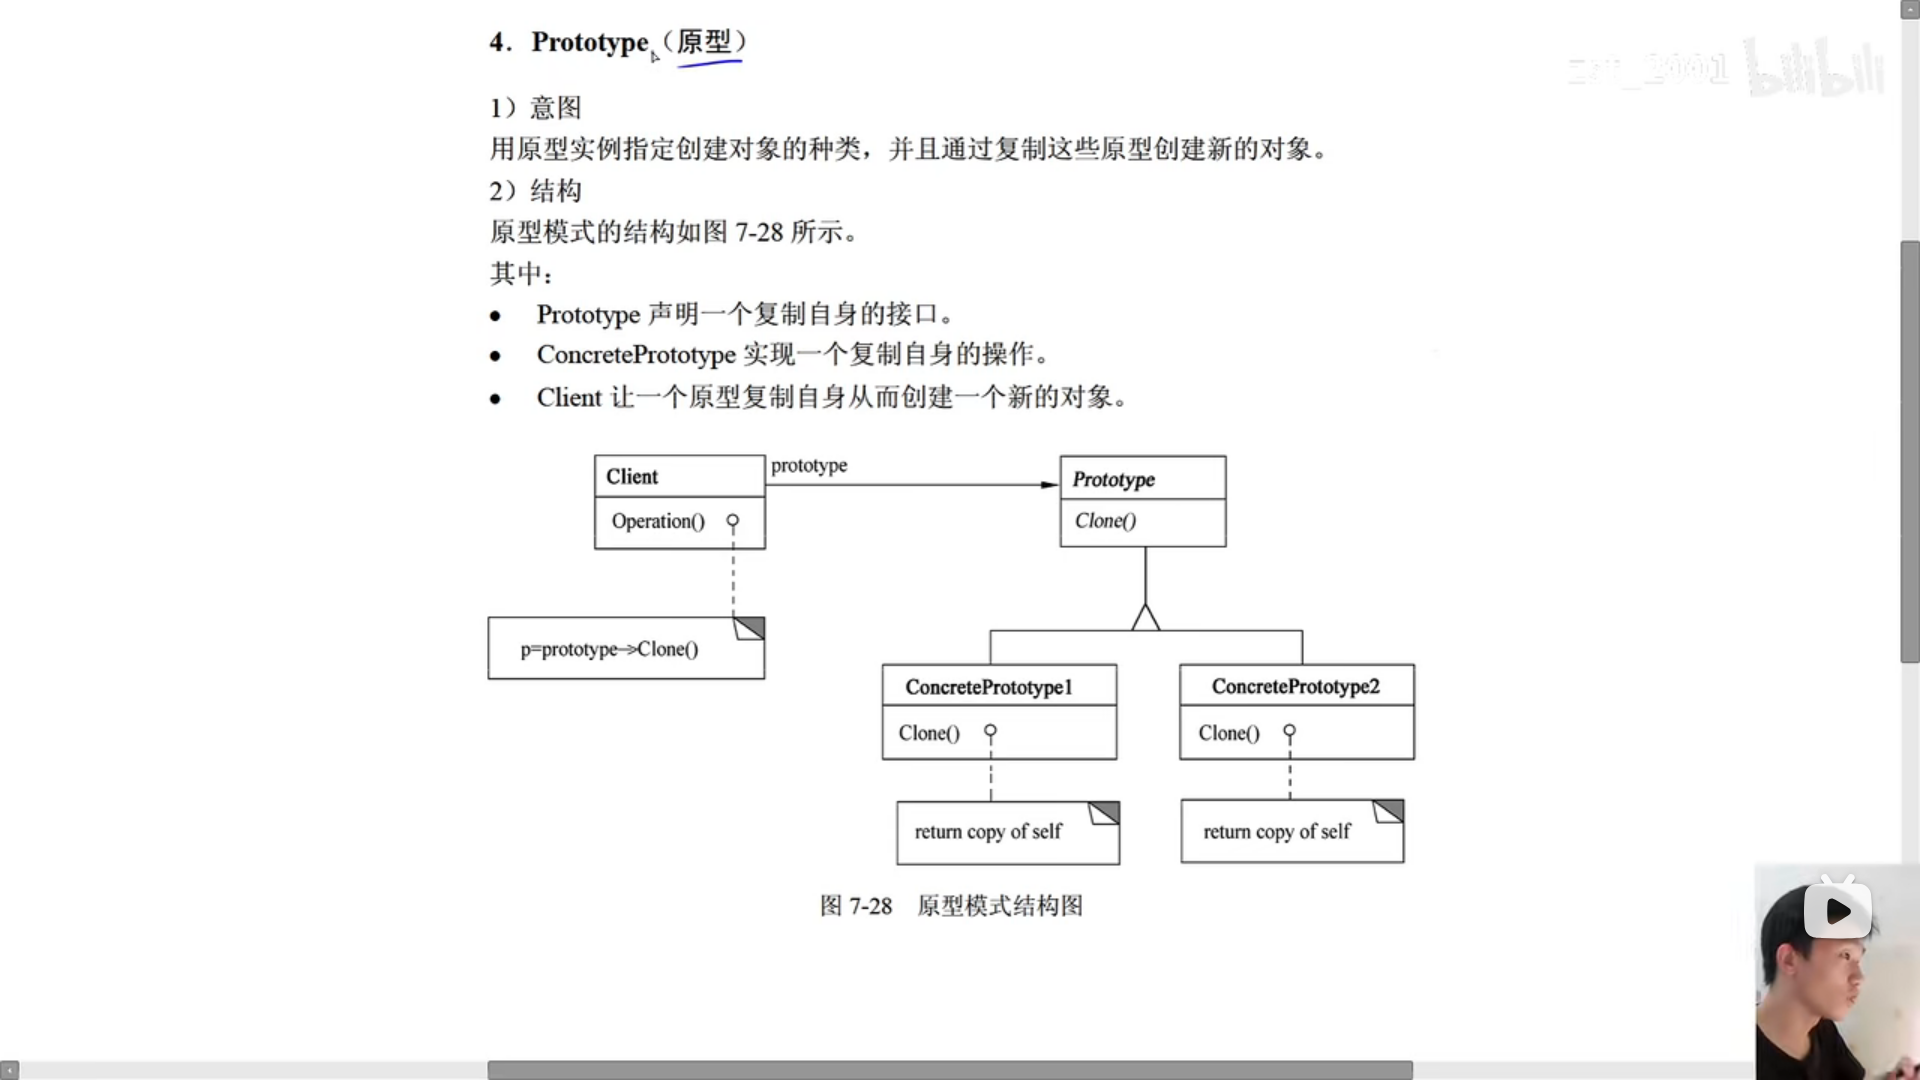 4. Prototype（原型）
1）意图
用原型实例指定创建对象的种类，并且通过复制这些原型创建新的对象。
2）结构
原型模式的结构如图 7-28 所示。
其中：
● Prototype 声明一个复制自身的接口。
● ConcretePrototype 实现一个复制自身的操作。
● Client 让一个原型复制自身从而创建一个新的对象。
Client
prototype
Prototype
Operation()
Clone()
p=prototype->Clone()
ConcretePrototype1
ConcretePrototype2
Clone()
Clone()
return copy of self
return copy of self
图 7-28 原型模式结构图
bilibili